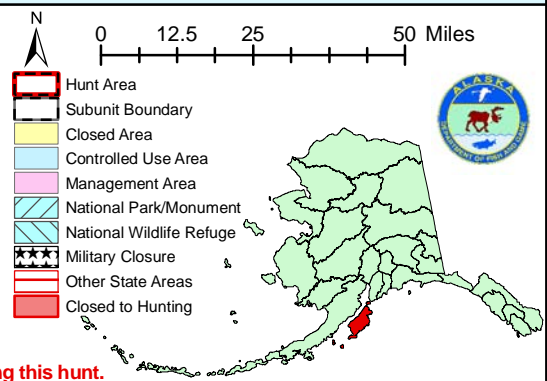 N
0 12.5 25 50 Miles
Hunt Area
Subunit Boundary
Closed Area
Controlled Use Area
Management Area
National Park/Monument
National Wildlife Refuge
Military Closure
Other State Areas
Closed to Hunting
ALASKA
DEPARTMENT OF FISH AND GAME
ng this hunt.